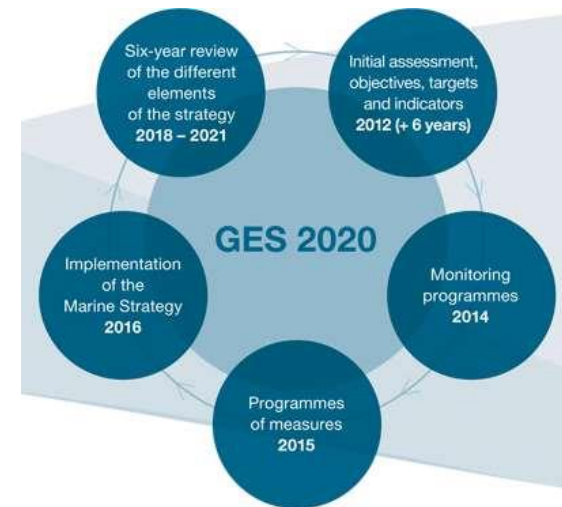 Six-year review
of the different
elements
of the strategy
2018 – 2021
Initial assessment,
objectives, targets
and indicators
2012 (+ 6 years)
GES 2020
Implementation
of the
Marine Strategy
2016
Monitoring
programmes
2014
Programmes
of measures
2015